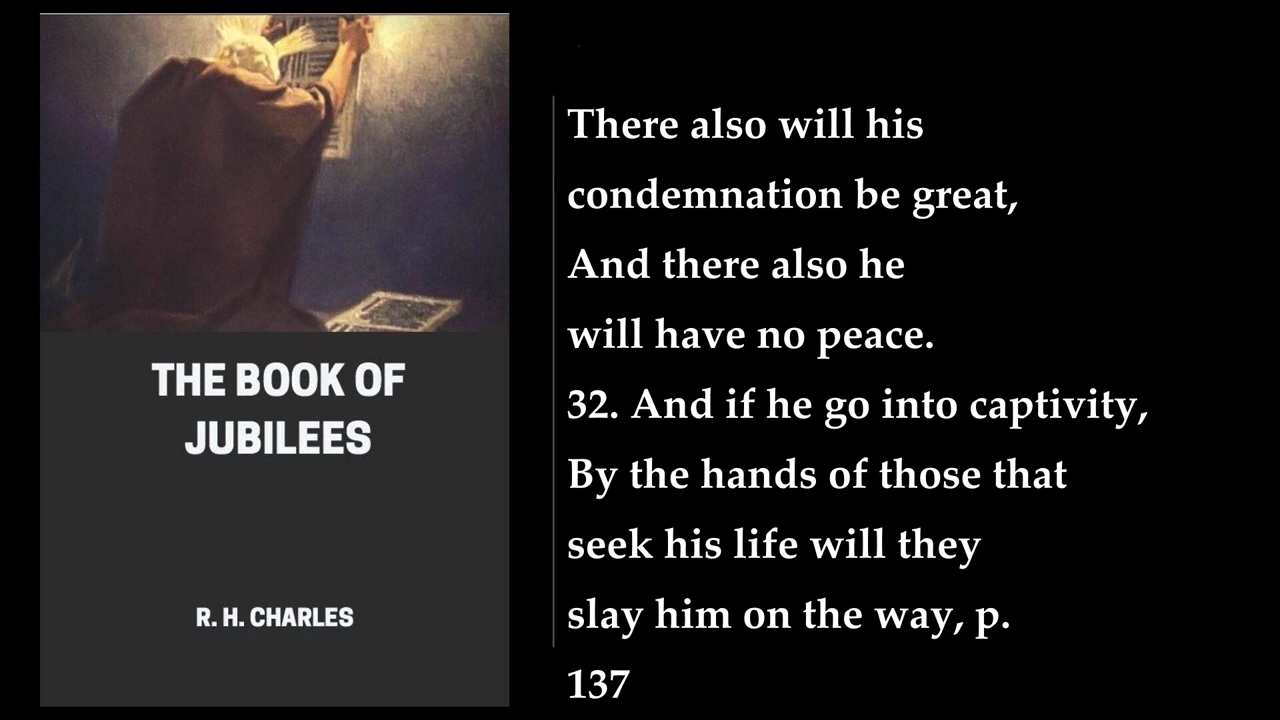 THE BOOK OF
JUBILEES
R. H. CHARLES
There also will his
condemnation be great,
And there also he
will have no peace.
32. And if he go into captivity,
By the hands of those that
seek his life will they
slay him on the way, p.
137